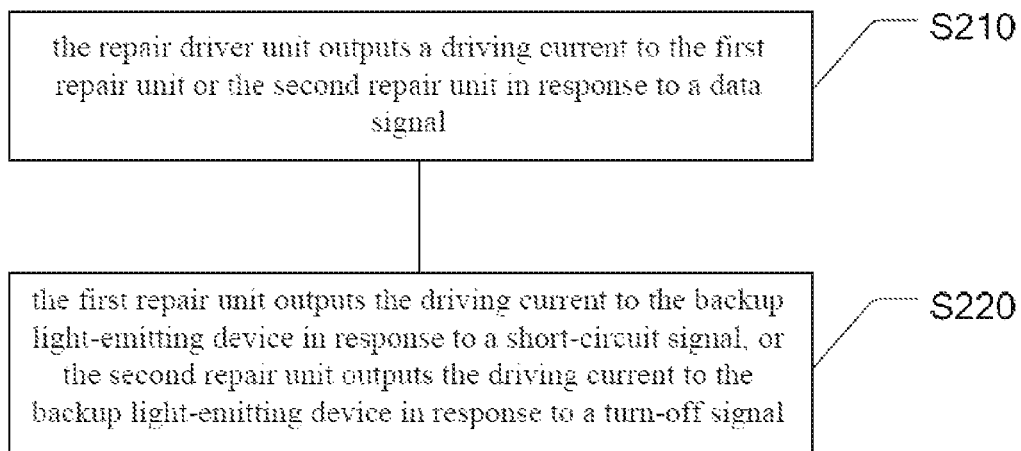 the repair driver unit outputs a driving current to the first
repair unit or the second repair unit in response to a data
signal
S210
the first repair unit outputs the driving current to the backup
light-emitting device in response to a short-circuit signal, or
the second repair unit outputs the driving current to the
backup light-emitting device in response to a turn-off signal
S220